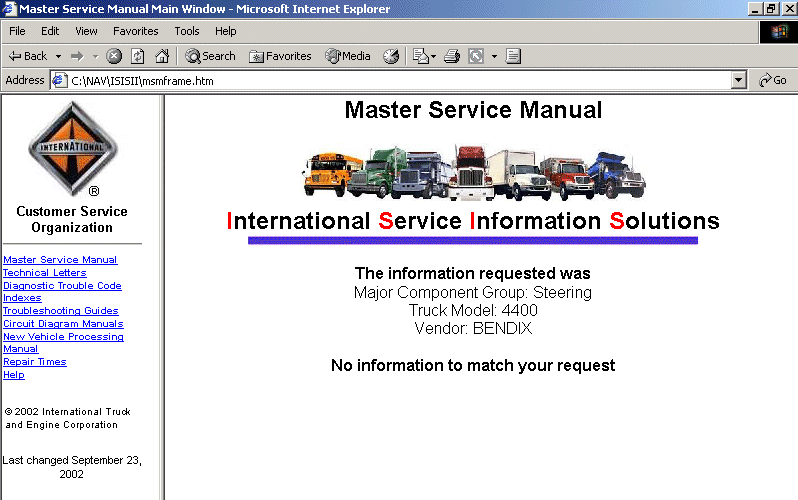 Master Service Manual Main Window - Microsoft Internet Explorer
File Edit View Favorites Tools Help
Back Search Favorites Media
Address C:\NAV\ISISII\msmframe.htm Go
INTERNATIONAL
®
Customer Service
Organization
Master Service Manual
Technical Letters
Diagnostic Trouble Code
Indexes
Troubleshooting Guides
Circuit Diagram Manuals
New Vehicle Processing
Manual
Repair Times
Help
© 2002 International Truck
and Engine Corporation
Last changed September 23,
2002
Master Service Manual
International Service Information Solutions
The information requested was
Major Component Group: Steering
Truck Model: 4400
Vendor: BENDIX
No information to match your request